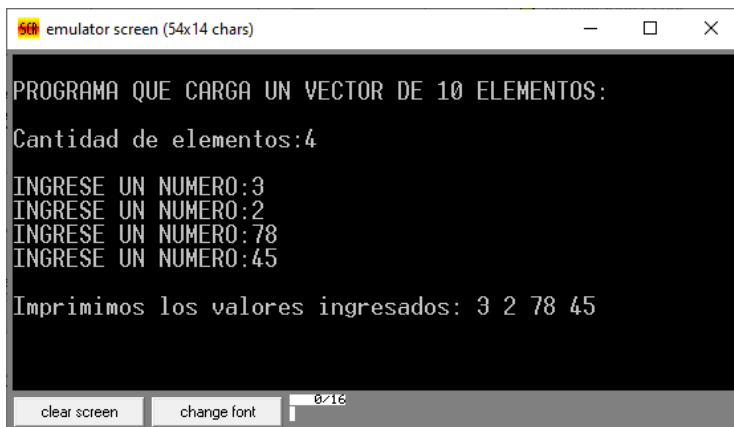 SCR emulator screen (54x14 chars)
PROGRAMA QUE CARGA UN VECTOR DE 10 ELEMENTOS:
Cantidad de elementos:4
INGRESE UN NUMERO:3
INGRESE UN NUMERO:2
INGRESE UN NUMERO:78
INGRESE UN NUMERO:45
Imprimimos los valores ingresados: 3 2 78 45
clear screen change font 0/16